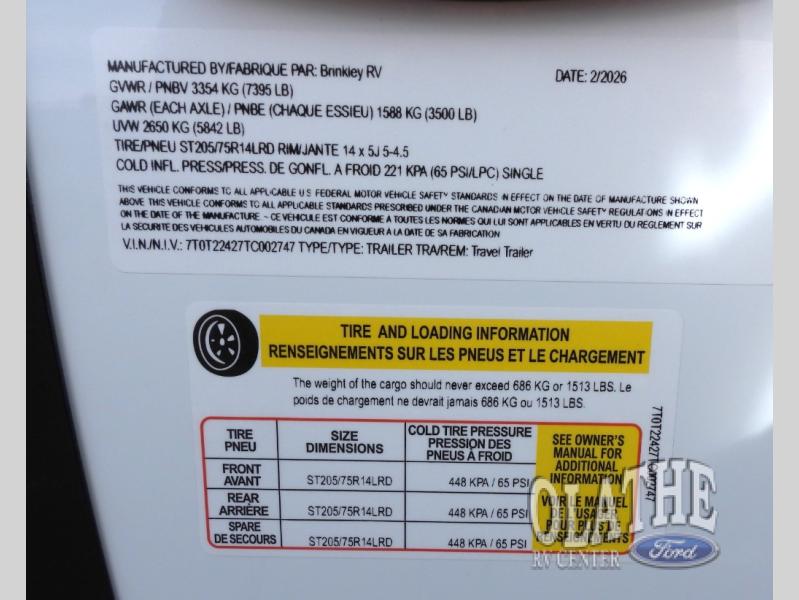 MANUFACTURED BY/FABRIQUE PAR: Brinkley RV DATE: 2/2026
GVWR / PNBV 3354 KG (7395 LB)
GAWR (EACH AXLE) / PNBE (CHAQUE ESSIEU) 1588 KG (3500 LB)
UVW 2650 KG (5842 LB)
TIRE/PNEU ST205/75R14LRD RIM/JANTE 14 x 5J 5-4.5
COLD INFL. PRESS/PRESS. DE GONFL. A FROID 221 KPA (65 PSI/LPC) SINGLE
THIS VEHICLE CONFORMS TO ALL APPLICABLE U.S FEDERAL MOTOR VEHICLE SAFETY STANDARDS IN EFFECT ON THE DATE OF MANUFACTURE SHOWN
ABOVE THIS VEHICLE CONFORMS TO ALL APPLICABLE STANDARDS PRESCRIBED UNDER THE CANADIAN MOTOR VEHICLE SAFETY REGULATIONS IN EFFECT
ON THE DATE OF THE MANUFACTURE. - CE VEHICULE EST CONFORME A TOUTES LES NORMES QUI LUI SONT APPLICABLES EN VERTU DU REGLEMENT SUR
LA SECURITE DES VEHICULES AUTOMOBILES DU CANADA EN VIGUEUR A LA DATE DE SA FABRICATION
V.I.N./N.I.V.: 7T0T22427TC002747 TYPE/TYPE: TRAILER TRA/REM: Travel Trailer
TIRE AND LOADING INFORMATION
RENSEIGNEMENTS SUR LES PNEUS ET LE CHARGEMENT
The weight of the cargo should never exceed 686 KG or 1513 LBS. Le
poids de chargement ne devrait jamais 686 KG ou 1513 LBS.
TIRE
PNEU
SIZE
DIMENSIONS
COLD TIRE PRESSURE
PRESSION DES
PNEUS À FROID
SEE OWNER'S
MANUAL FOR
ADDITIONAL
INFORMATION
VOIR LE MANUEL
DE L'USAGER
POUR PLUS DE
RENSEIGNEMENTS
FRONT
AVANT
ST205/75R14LRD
448 KPA / 65 PSI
REAR
ARRIÈRE
ST205/75R14LRD
448 KPA / 65 PSI
SPARE
DE SECOURS
ST205/75R14LRD
448 KPA / 65 PSI
7T0T22427TC002747
OLATHE
RV CENTER
Ford